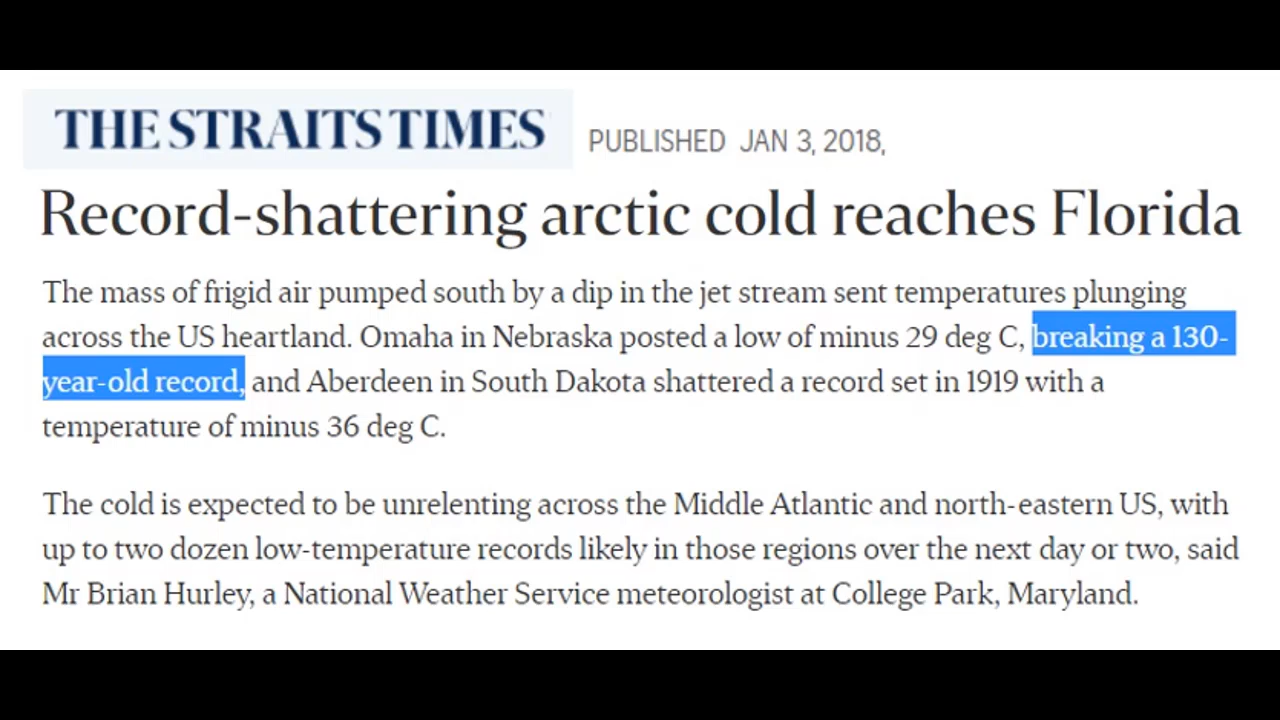 THE STRAITS TIMES PUBLISHED JAN 3, 2018,
Record-shattering arctic cold reaches Florida
The mass of frigid air pumped south by a dip in the jet stream sent temperatures plunging
across the US heartland. Omaha in Nebraska posted a low of minus 29 deg C, breaking a 130-
year-old record, and Aberdeen in South Dakota shattered a record set in 1919 with a
temperature of minus 36 deg C.
The cold is expected to be unrelenting across the Middle Atlantic and north-eastern US, with
up to two dozen low-temperature records likely in those regions over the next day or two, said
Mr Brian Hurley, a National Weather Service meteorologist at College Park, Maryland.